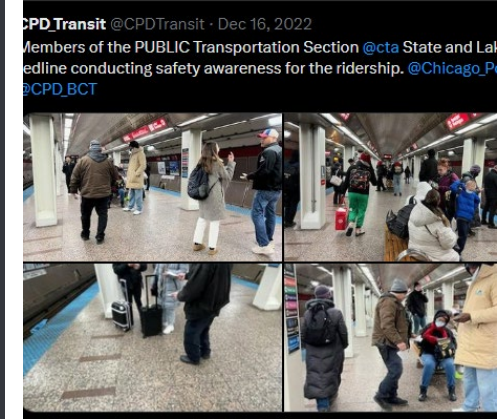 CPD_Transit @CPDTransit · Dec 16, 2022
Members of the PUBLIC Transportation Section @cta State and Lak
edline conducting safety awareness for the ridership. @Chicago_Po
@CPD_BCT